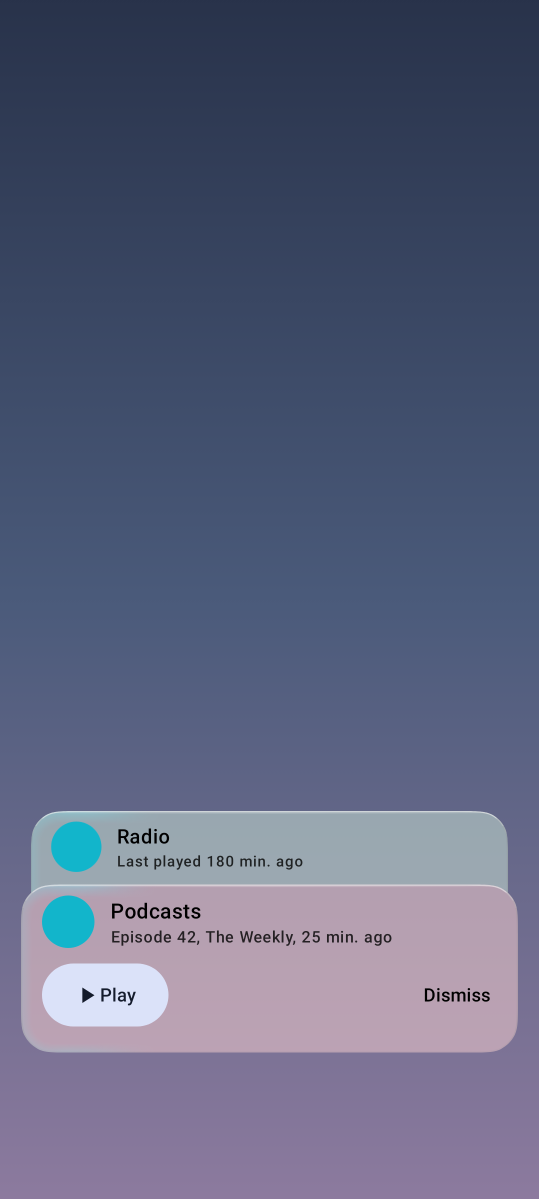 Radio
Last played 180 min. ago
Podcasts
Episode 42, The Weekly, 25 min. ago
Play
Dismiss